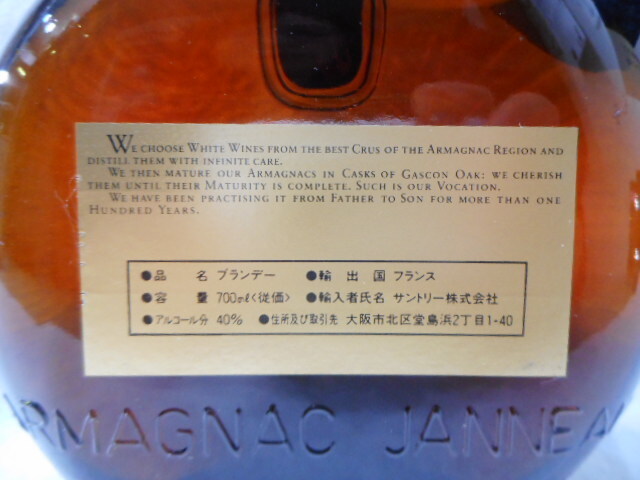 WE CHOOSE WHITE WINES FROM THE BEST CRUS OF THE ARMAGNAC REGION AND
DISTILL THEM WITH INFINITE CARE.
WE THEN MATURE OUR ARMAGNACS IN CASKS OF GASCON OAK: WE CHERISH
THEM UNTIL THEIR MATURITY IS COMPLETE. SUCH IS OUR VOCATION.
WE HAVE BEEN PRACTISING IT FROM FATHER TO SON FOR MORE THAN ONE
HUNDRED YEARS.
●品 名 ブランデー ●輸 出 国 フランス
●容 量 700ml<従価> ●輸入者氏名 サントリー株式会社
●アルコール分 40% ●住所及び取引先 大阪市北区堂島浜2丁目1-40
ARMAGNAC JANNEA